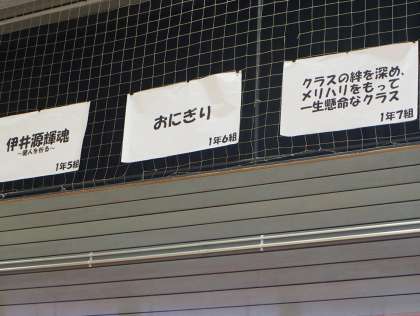 伊井源輝魂
1年5組
おにぎり
1年6組
クラスの絆を深め、
メリハリをもって
一生懸命なクラス
1年7組